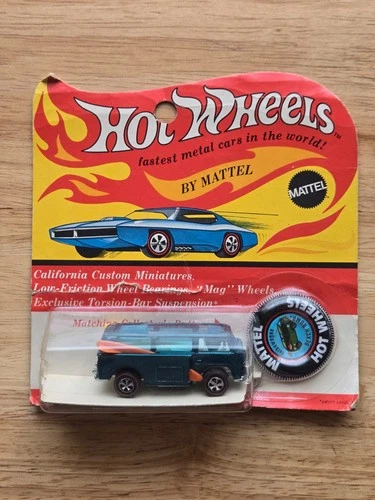 HOT WHEELS
fastest metal cars in the world!
BY MATTEL
MATTEL
California Custom Miniatures,
Low-Friction Wheel Bearings, "Mag" Wheels
Exclusive Torsion-Bar Suspension*
Matching
HOT WHEELS
MATTEL